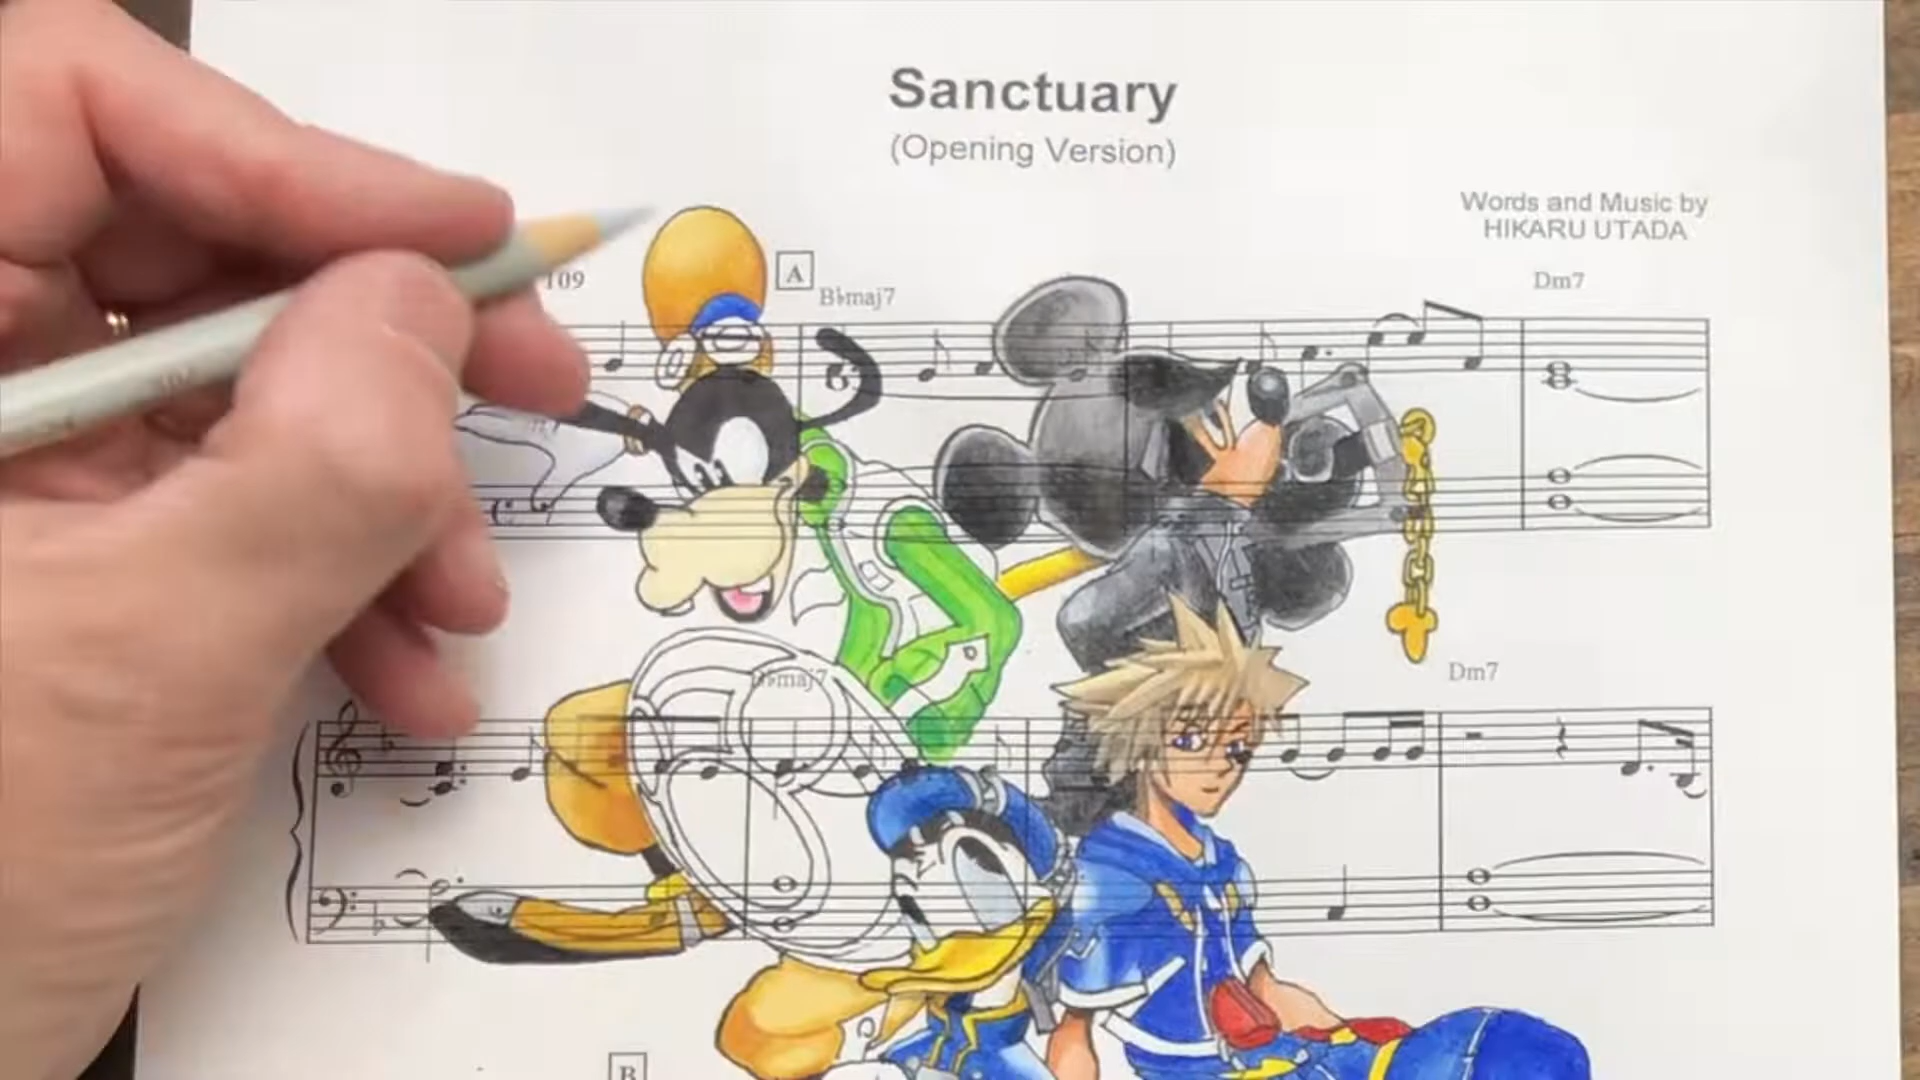 Sanctuary
(Opening Version)
Words and Music by
HIKARU UTADA
109
A
B♭maj7
Dm7
B♭maj7
Dm7
B